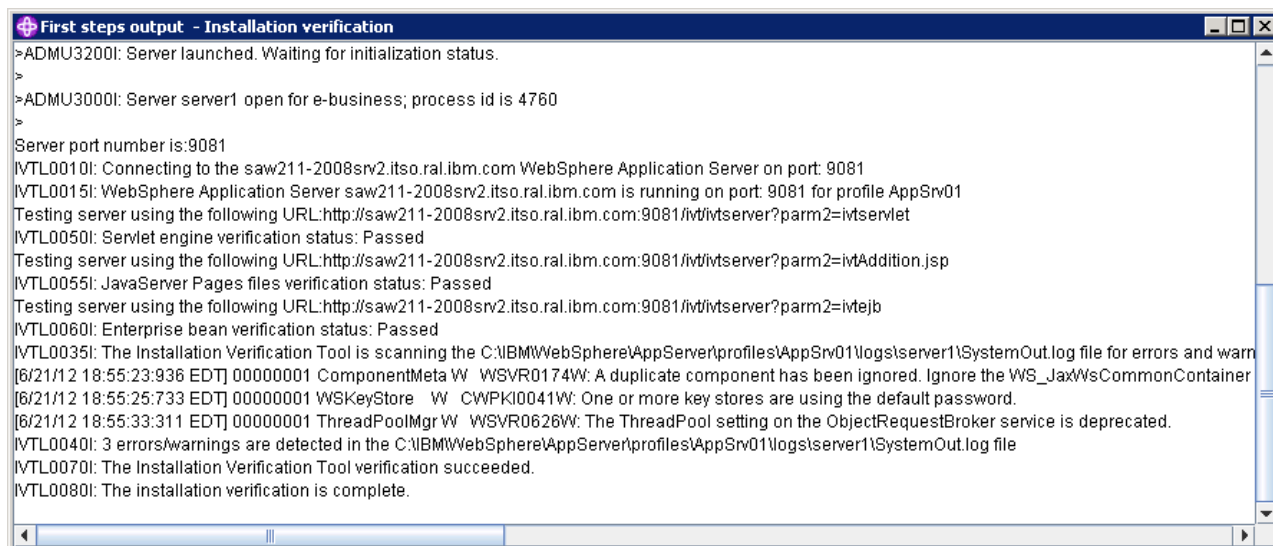 First steps output - Installation verification
>ADMU3200I: Server launched. Waiting for initialization status.
>
>ADMU3000I: Server server1 open for e-business; process id is 4760
>
Server port number is:9081
IVTL0010I: Connecting to the saw211-2008srv2.itso.ral.ibm.com WebSphere Application Server on port: 9081
IVTL0015I: WebSphere Application Server saw211-2008srv2.itso.ral.ibm.com is running on port: 9081 for profile AppSrv01
Testing server using the following URL:http://saw211-2008srv2.itso.ral.ibm.com:9081/ivt/ivtserver?parm2=ivtservlet
IVTL0050I: Servlet engine verification status: Passed
Testing server using the following URL:http://saw211-2008srv2.itso.ral.ibm.com:9081/ivt/ivtserver?parm2=ivtAddition.jsp
IVTL0055I: JavaServer Pages files verification status: Passed
Testing server using the following URL:http://saw211-2008srv2.itso.ral.ibm.com:9081/ivt/ivtserver?parm2=ivtejb
IVTL0060I: Enterprise bean verification status: Passed
IVTL0035I: The Installation Verification Tool is scanning the C:\IBM\WebSphere\AppServer\profiles\AppSrv01\logs\server1\SystemOut.log file for errors and warn
[6/21/12 18:55:23:936 EDT] 00000001 ComponentMeta W WSVR0174W: A duplicate component has been ignored. Ignore the WS_JaxWsCommonContainer
[6/21/12 18:55:25:733 EDT] 00000001 WSKeyStore W CWPKI0041W: One or more key stores are using the default password.
[6/21/12 18:55:33:311 EDT] 00000001 ThreadPoolMgr W WSVR0626W: The ThreadPool setting on the ObjectRequestBroker service is deprecated.
IVTL0040I: 3 errors/warnings are detected in the C:\IBM\WebSphere\AppServer\profiles\AppSrv01\logs\server1\SystemOut.log file
IVTL0070I: The Installation Verification Tool verification succeeded.
IVTL0080I: The installation verification is complete.